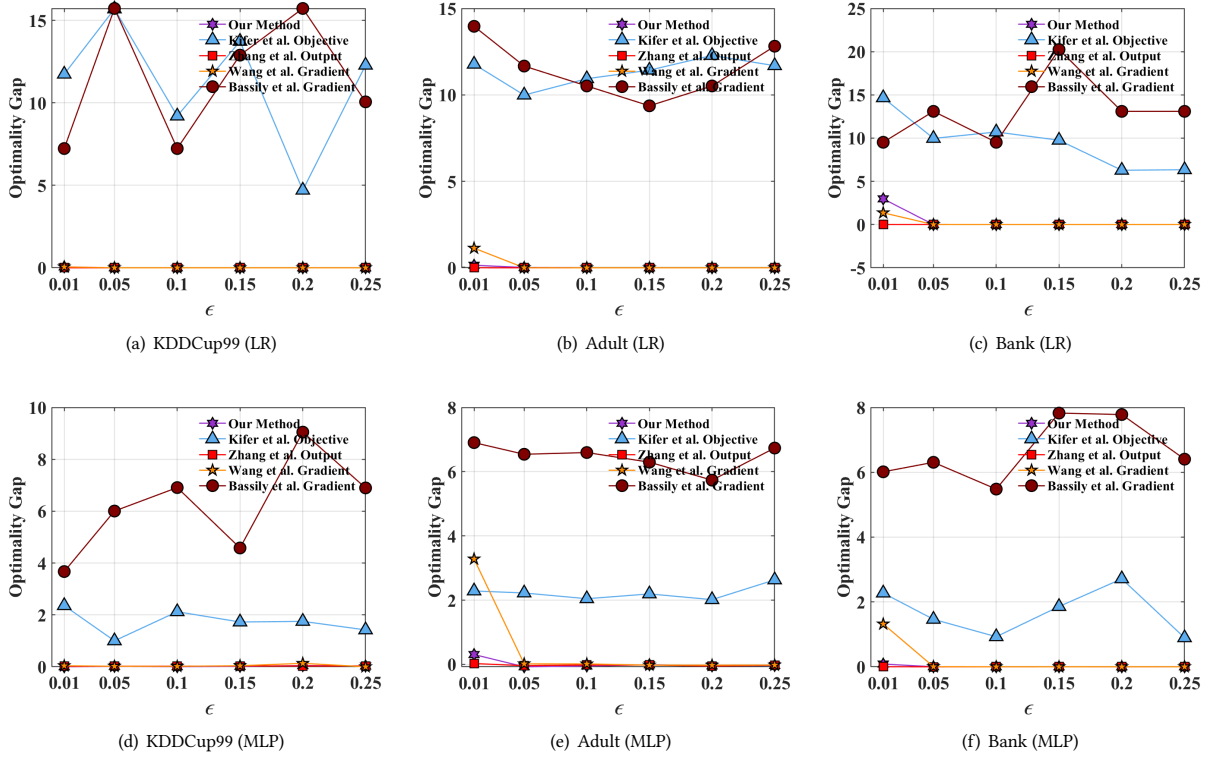 15
10
5
0
Optimality Gap
Our Method
Kifer et al. Objective
Zhang et al. Output
Wang et al. Gradient
Bassily et al. Gradient
0.01 0.05 0.1 0.15 0.2 0.25
ϵ
(a) KDDCup99 (LR)
15
10
5
0
Optimality Gap
Our Method
Kifer et al. Objective
Zhang et al. Output
Wang et al. Gradient
Bassily et al. Gradient
0.01 0.05 0.1 0.15 0.2 0.25
ϵ
(b) Adult (LR)
25
20
15
10
5
0
-5
Optimality Gap
Our Method
Kifer et al. Objective
Zhang et al. Output
Wang et al. Gradient
Bassily et al. Gradient
0.01 0.05 0.1 0.15 0.2 0.25
ϵ
(c) Bank (LR)
10
8
6
4
2
0
Optimality Gap
Our Method
Kifer et al. Objective
Zhang et al. Output
Wang et al. Gradient
Bassily et al. Gradient
0.01 0.05 0.1 0.15 0.2 0.25
ϵ
(d) KDDCup99 (MLP)
8
6
4
2
0
Optimality Gap
Our Method
Kifer et al. Objective
Zhang et al. Output
Wang et al. Gradient
Bassily et al. Gradient
0.01 0.05 0.1 0.15 0.2 0.25
ϵ
(e) Adult (MLP)
8
6
4
2
0
Optimality Gap
Our Method
Kifer et al. Objective
Zhang et al. Output
Wang et al. Gradient
Bassily et al. Gradient
0.01 0.05 0.1 0.15 0.2 0.25
ϵ
(f) Bank (MLP)